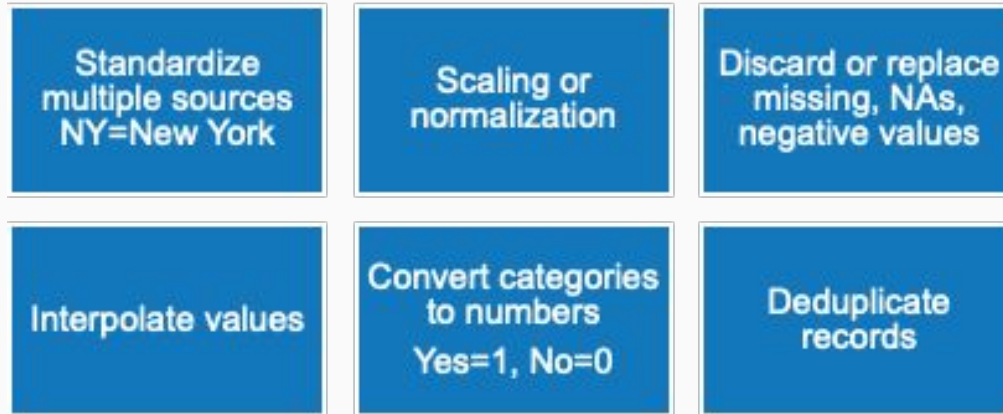 Standardize
multiple sources
NY=New York
Scaling or
normalization
Discard or replace
missing, NAs,
negative values
Interpolate values
Convert categories
to numbers
Yes=1, No=0
Deduplicate
records